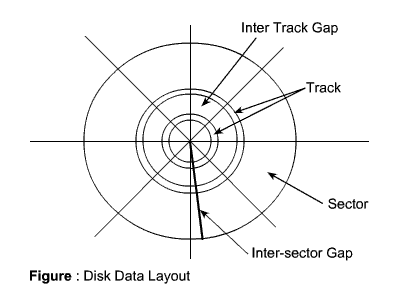 Inter Track Gap
Track
Sector
Inter-sector Gap
Figure : Disk Data Layout